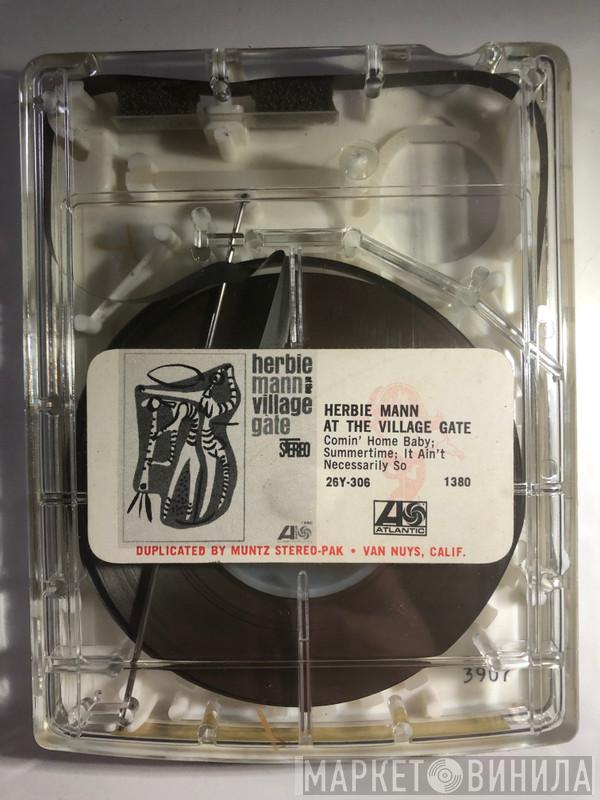 herbie
mann
at the
village
gate
STEREO
1380
HERBIE MANN
AT THE VILLAGE GATE
Comin' Home Baby;
Summertime; It Ain't
Necessarily So
26Y-306 1380
ATLANTIC
DUPLICATED BY MUNTZ STEREO-PAK • VAN NUYS, CALIF.
3907
МАРКЕТ ВИНИЛА